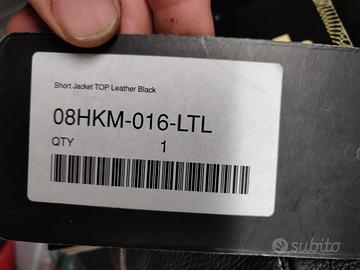 Short Jacket TOP Leather Black
08HKM-016-LTL
QTY 1
subito